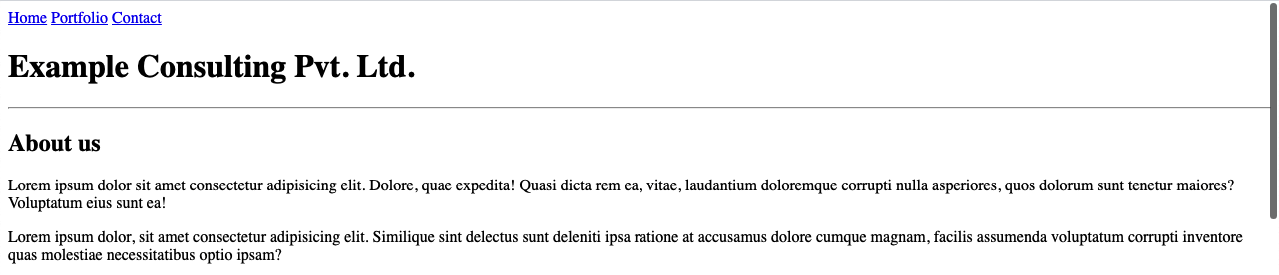 Home Portfolio Contact
Example Consulting Pvt. Ltd.
About us
Lorem ipsum dolor sit amet consectetur adipisicing elit. Dolore, quae expedita! Quasi dicta rem ea, vitae, laudantium doloremque corrupti nulla asperiores, quos dolorum sunt tenetur maiores?
Voluptatum eius sunt ea!
Lorem ipsum dolor, sit amet consectetur adipisicing elit. Similique sint delectus sunt deleniti ipsa ratione at accusamus dolore cumque magnam, facilis assumenda voluptatum corrupti inventore
quas molestiae necessitatibus optio ipsam?